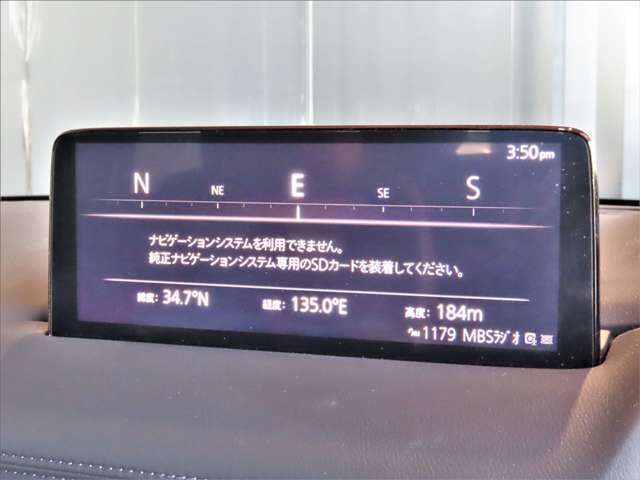 3:50pm
N NE E SE S
ナビゲーションシステムを利用できません。
純正ナビゲーションシステム専用のSDカードを装着してください。
緯度: 34.7°N 経度: 135.0°E 高度: 184m
1179 MBSラジオ